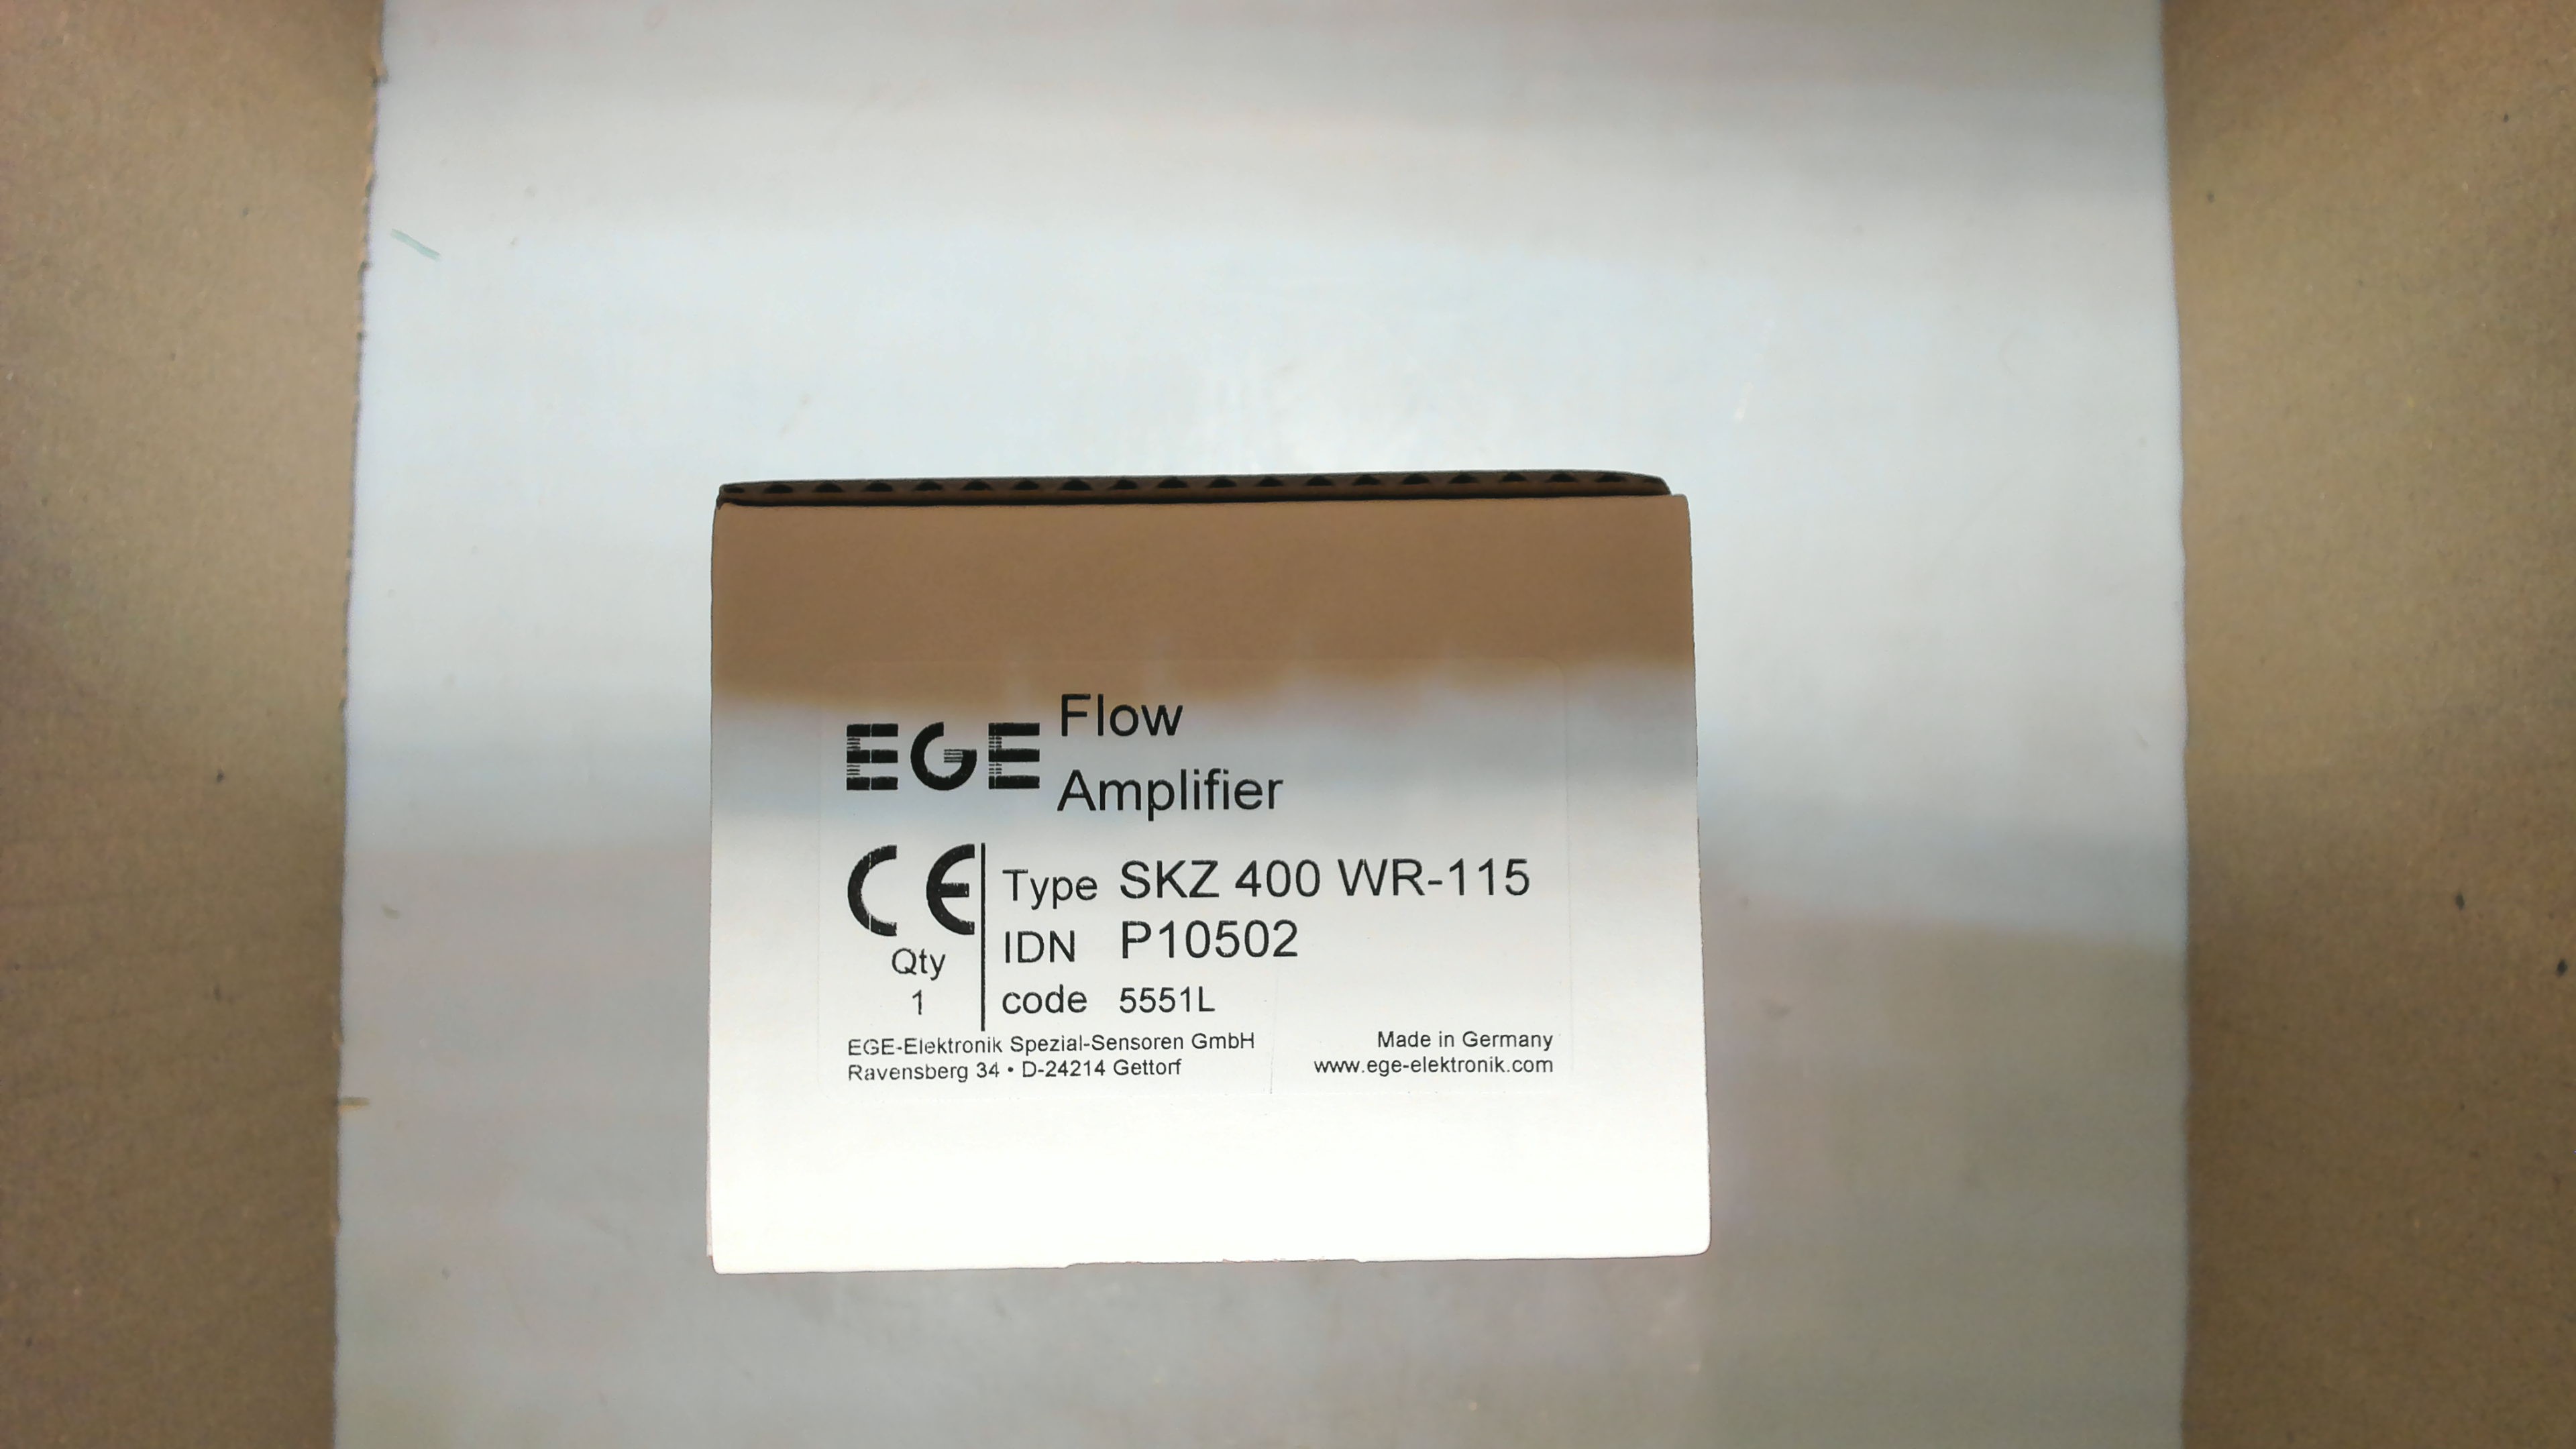 EGE Flow
Amplifier
CE
Type SKZ 400 WR-115
IDN P10502
Qty
1
code 5551L
EGE-Elektronik Spezial-Sensoren GmbH
Ravensberg 34 • D-24214 Gettorf
Made in Germany
www.ege-elektronik.com